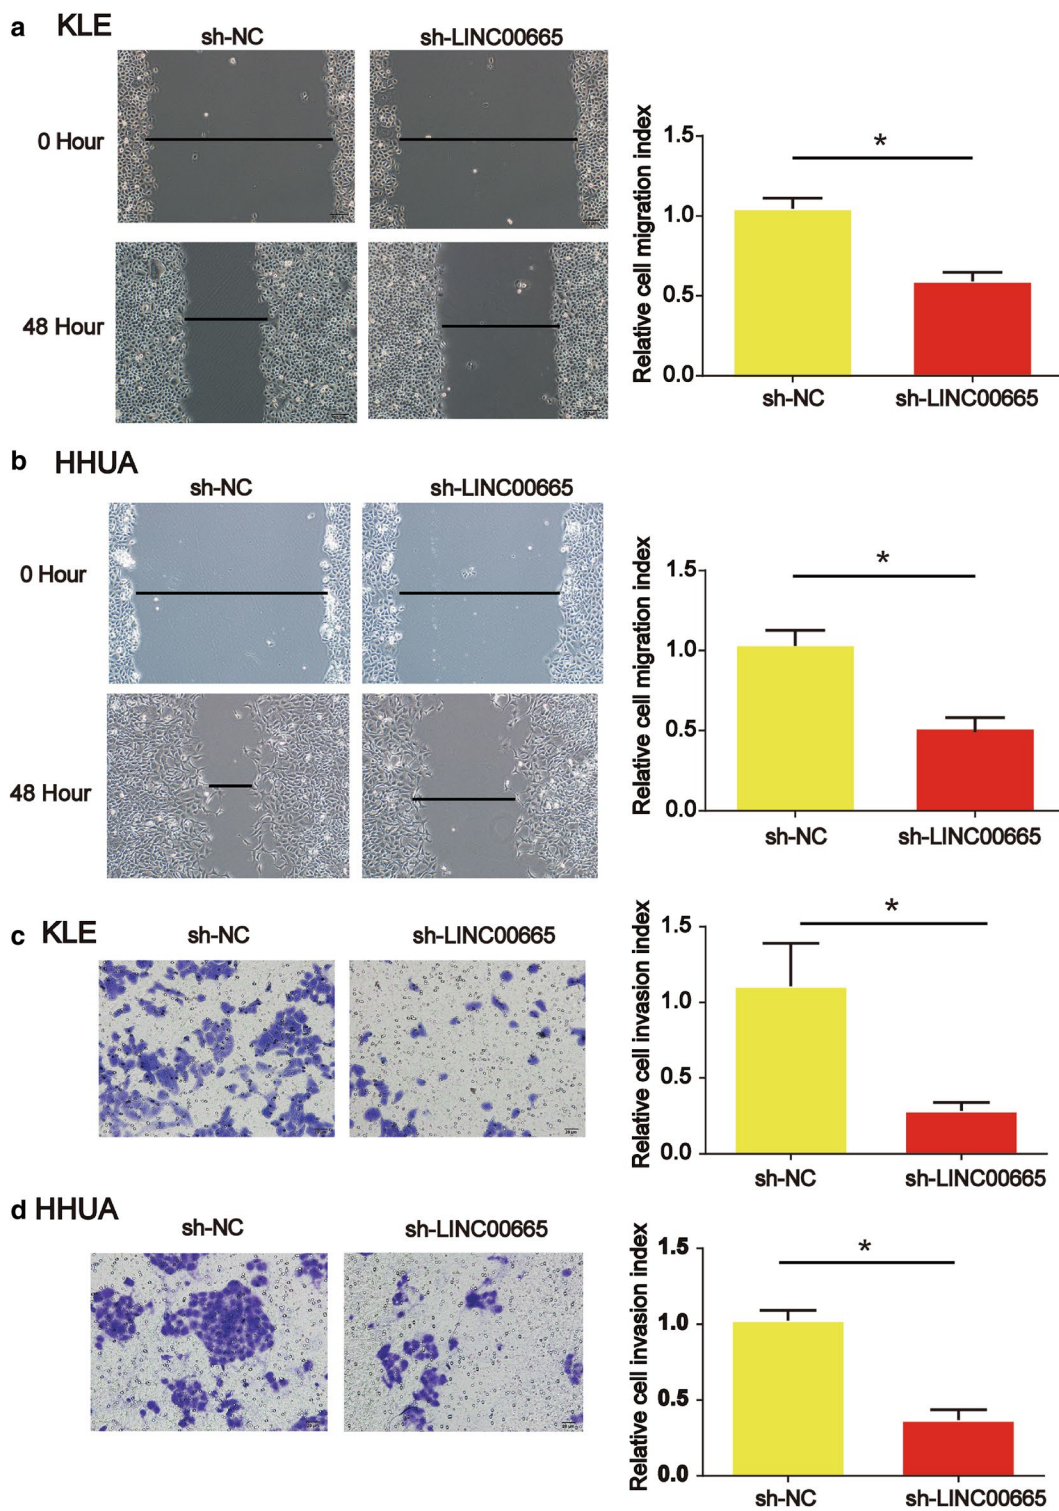 a KLE
sh-NC sh-LINC00665
0 Hour
48 Hour
Relative cell migration index
1.5
1.0
0.5
0.0
*
sh-NC sh-LINC00665
b HHUA
sh-NC sh-LINC00665
0 Hour
48 Hour
Relative cell migration index
1.5
1.0
0.5
0.0
*
sh-NC sh-LINC00665
c KLE
sh-NC sh-LINC00665
Relative cell invasion index
1.5
1.0
0.5
0.0
*
sh-NC sh-LINC00665
d HHUA
sh-NC sh-LINC00665
Relative cell invasion index
1.5
1.0
0.5
0.0
*
sh-NC sh-LINC00665